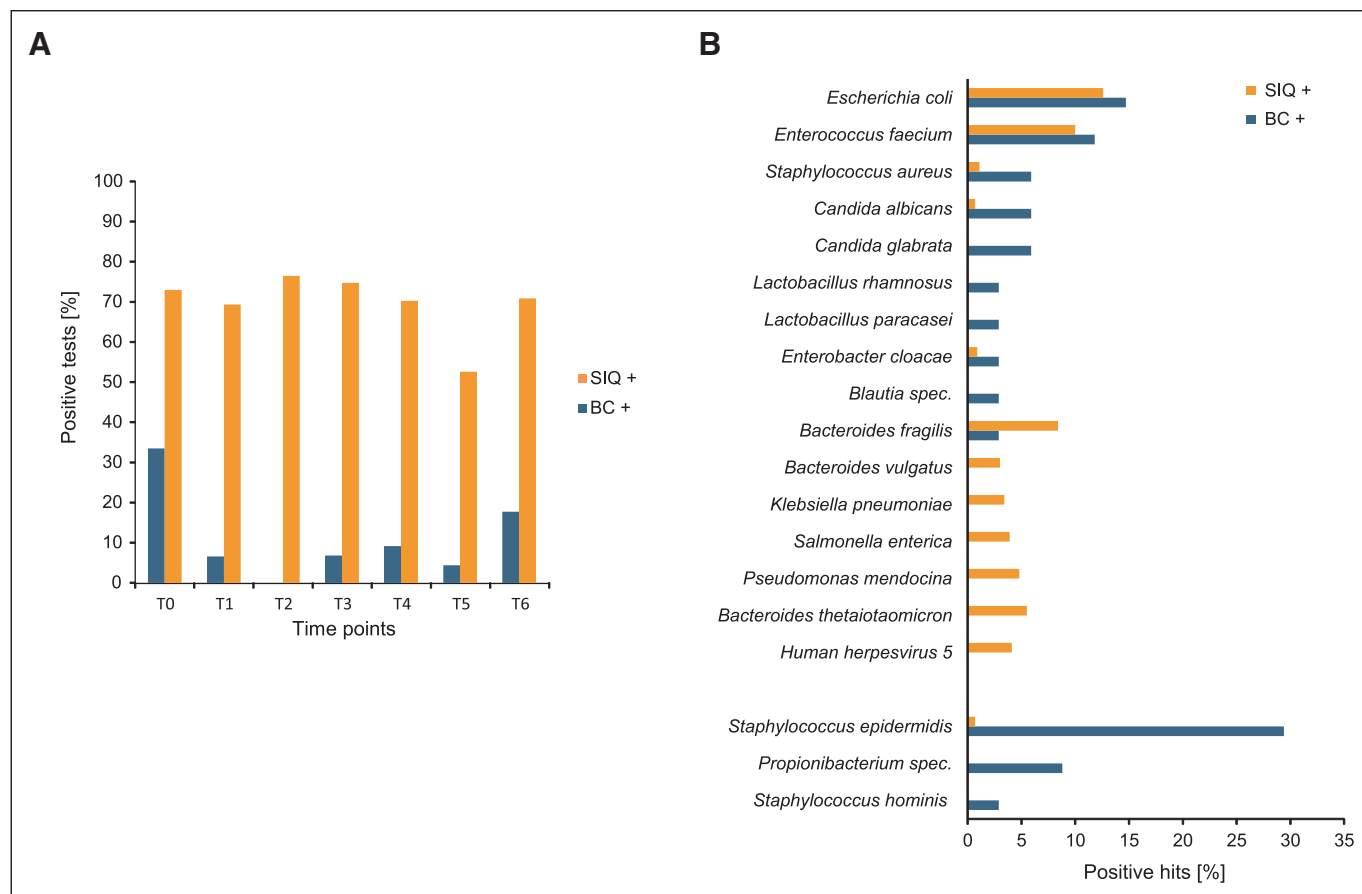 A
Positive tests [%]
100
90
80
70
60
50
40
30
20
10
0
T0 T1 T2 T3 T4 T5 T6
Time points
SIQ +
BC +
B
SIQ +
BC +
Escherichia coli
Enterococcus faecium
Staphylococcus aureus
Candida albicans
Candida glabrata
Lactobacillus rhamnosus
Lactobacillus paracasei
Enterobacter cloacae
Blautia spec.
Bacteroides fragilis
Bacteroides vulgatus
Klebsiella pneumoniae
Salmonella enterica
Pseudomonas mendocina
Bacteroides thetaiotaomicron
Human herpesvirus 5
Staphylococcus epidermidis
Propionibacterium spec.
Staphylococcus hominis
0 5 10 15 20 25 30 35
Positive hits [%]